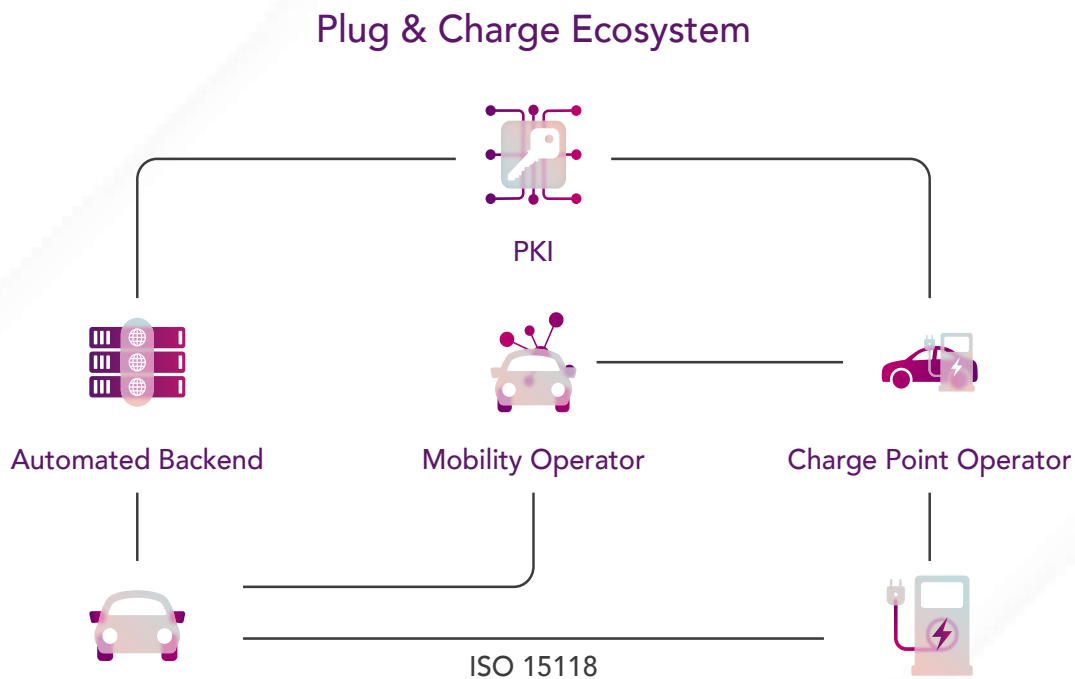 Plug & Charge Ecosystem
PKI
Automated Backend
Mobility Operator
Charge Point Operator
ISO 15118